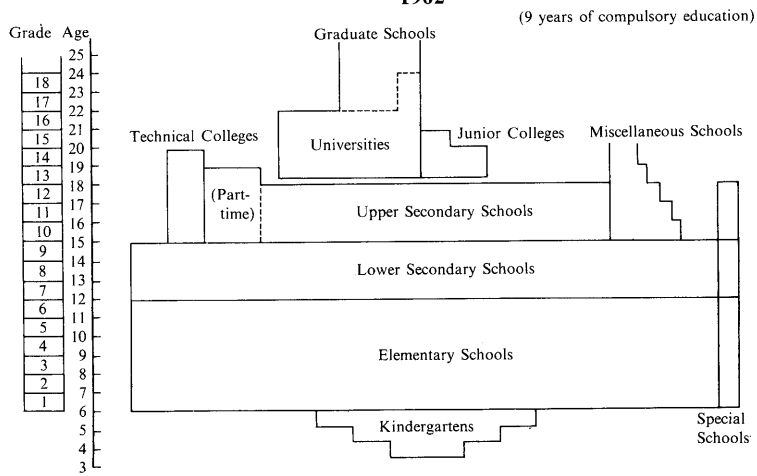 (9 years of compulsory education)
Grade Age
Graduate Schools
25
24
18
23
17
22
16
21
15
20
14
19
13
18
12
17
11
16
10
15
9
14
8
13
7
12
6
11
5
10
4
9
3
8
2
7
1
6
5
4
3
Technical Colleges
Universities
Junior Colleges
Miscellaneous Schools
(Part-
time)
Upper Secondary Schools
Lower Secondary Schools
Elementary Schools
Kindergartens
Special
Schools